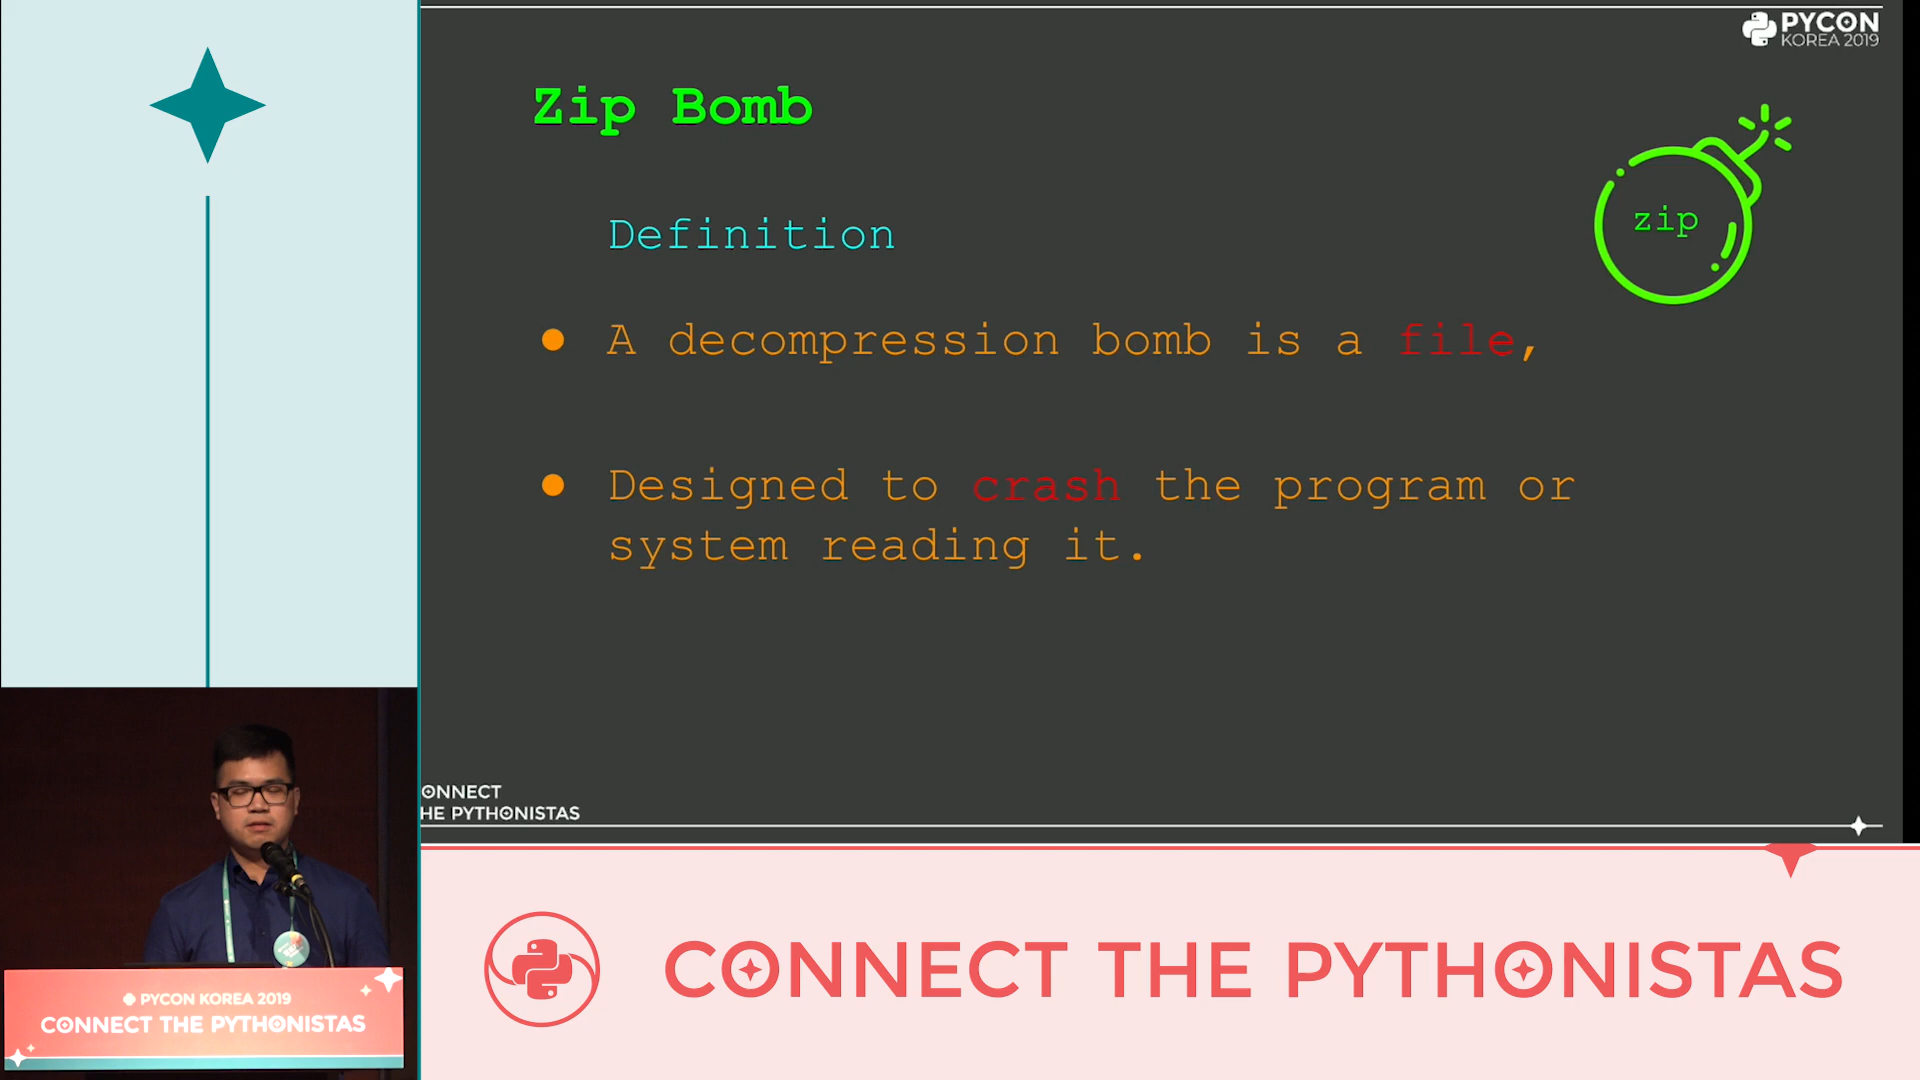 PYCON
KOREA 2019
Zip Bomb
zip
Definition
● A decompression bomb is a file,
● Designed to crash the program or
system reading it.
ONNECT
HE PYTHONISTAS
PYCON KOREA 2019
CONNECT THE PYTHONISTAS
CONNECT THE PYTHONISTAS